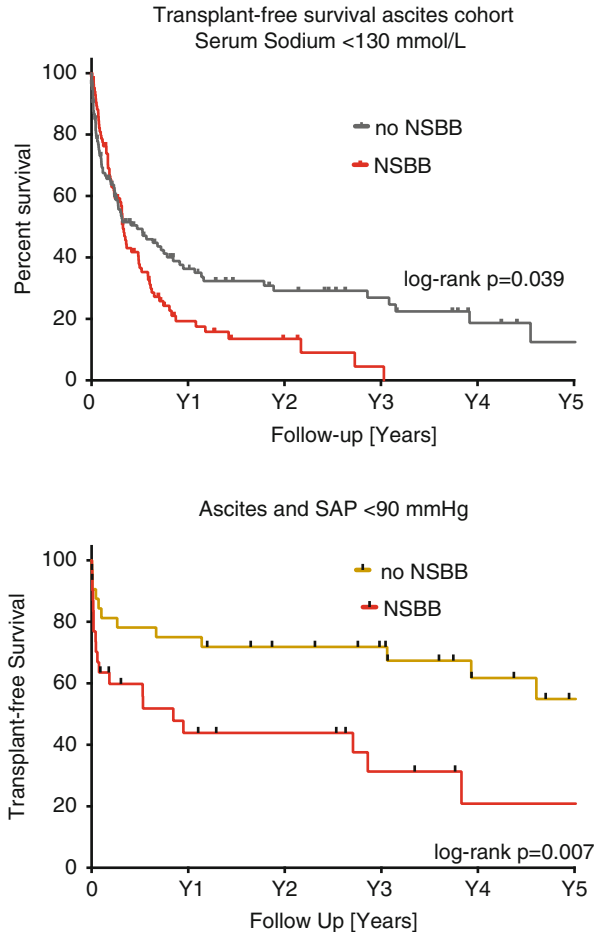 Transplant-free survival ascites cohort
Serum Sodium <130 mmol/L
100
80
60
40
20
0
Percent survival
no NSBB
NSBB
log-rank p=0.039
0 Y1 Y2 Y3 Y4 Y5
Follow-up [Years]
Ascites and SAP <90 mmHg
100
80
60
40
20
0
Transplant-free Survival
no NSBB
NSBB
log-rank p=0.007
0 Y1 Y2 Y3 Y4 Y5
Follow Up [Years]